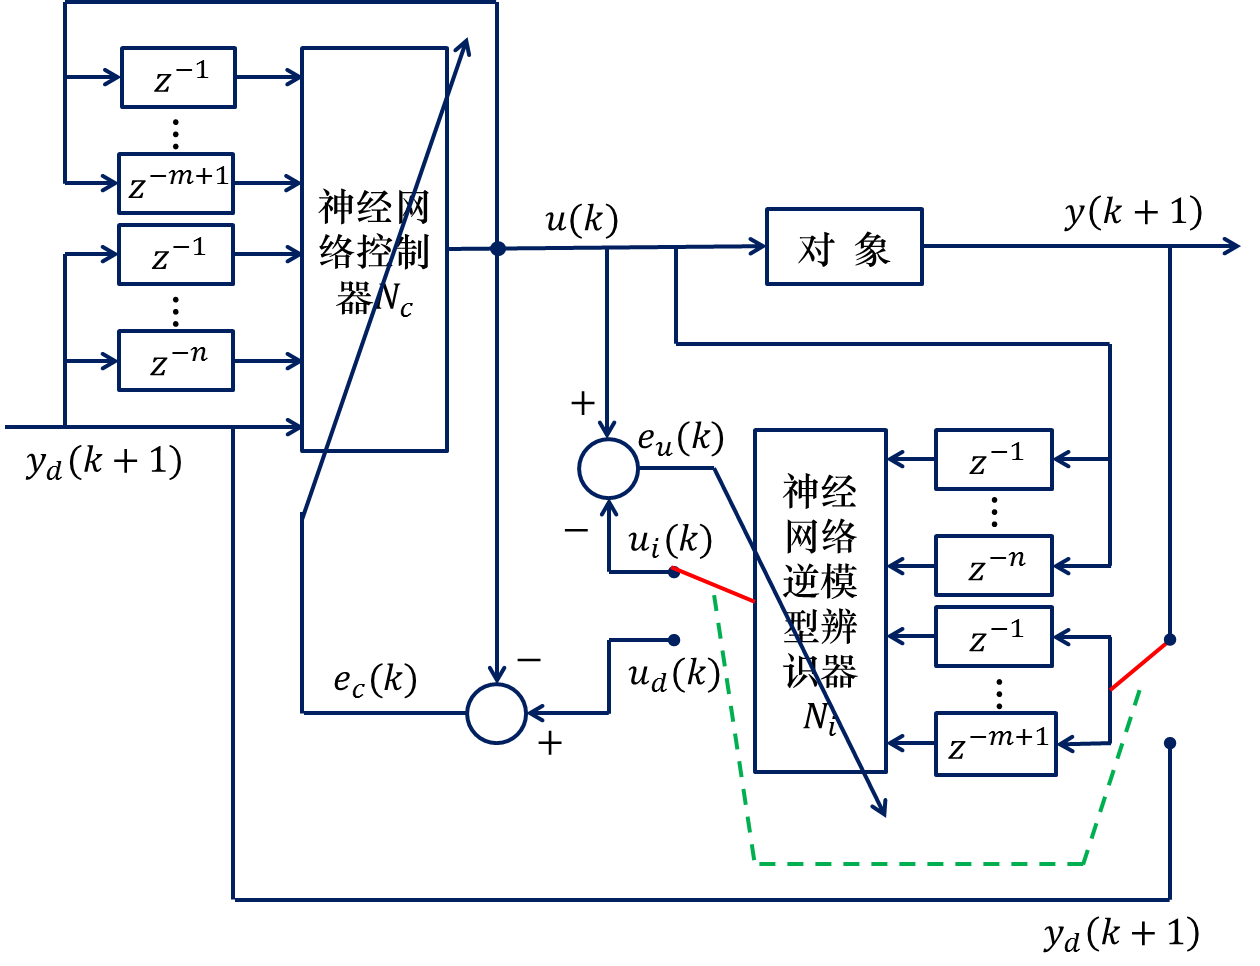 z⁻¹
⋮
z⁻ᵐ⁺¹
z⁻¹
⋮
z⁻ⁿ
y_d(k + 1)
神经网
络控制
器N_c
u(k)
对 象
y(k + 1)
+
e_u(k)
−
u_i(k)
u_d(k)
−
+
e_c(k)
神经
网络
逆模
型辨
识器
N_i
z⁻¹
⋮
z⁻ⁿ
z⁻¹
⋮
z⁻ᵐ⁺¹
y_d(k + 1)